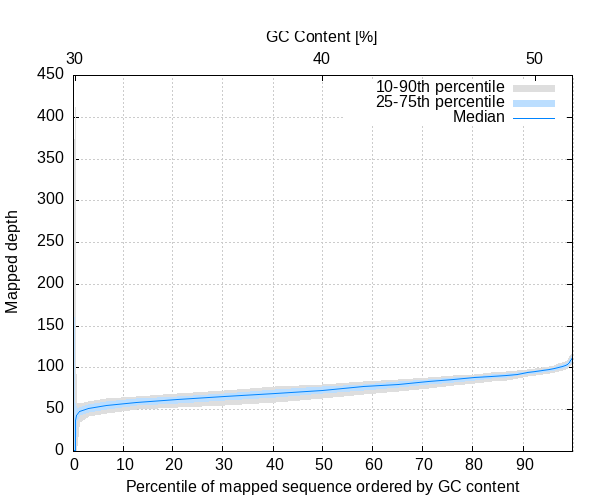 GC Content [%]
30 40 50
450
10-90th percentile
25-75th percentile
Median
400
350
300
250
200
150
100
50
0
Mapped depth
0 10 20 30 40 50 60 70 80 90
Percentile of mapped sequence ordered by GC content